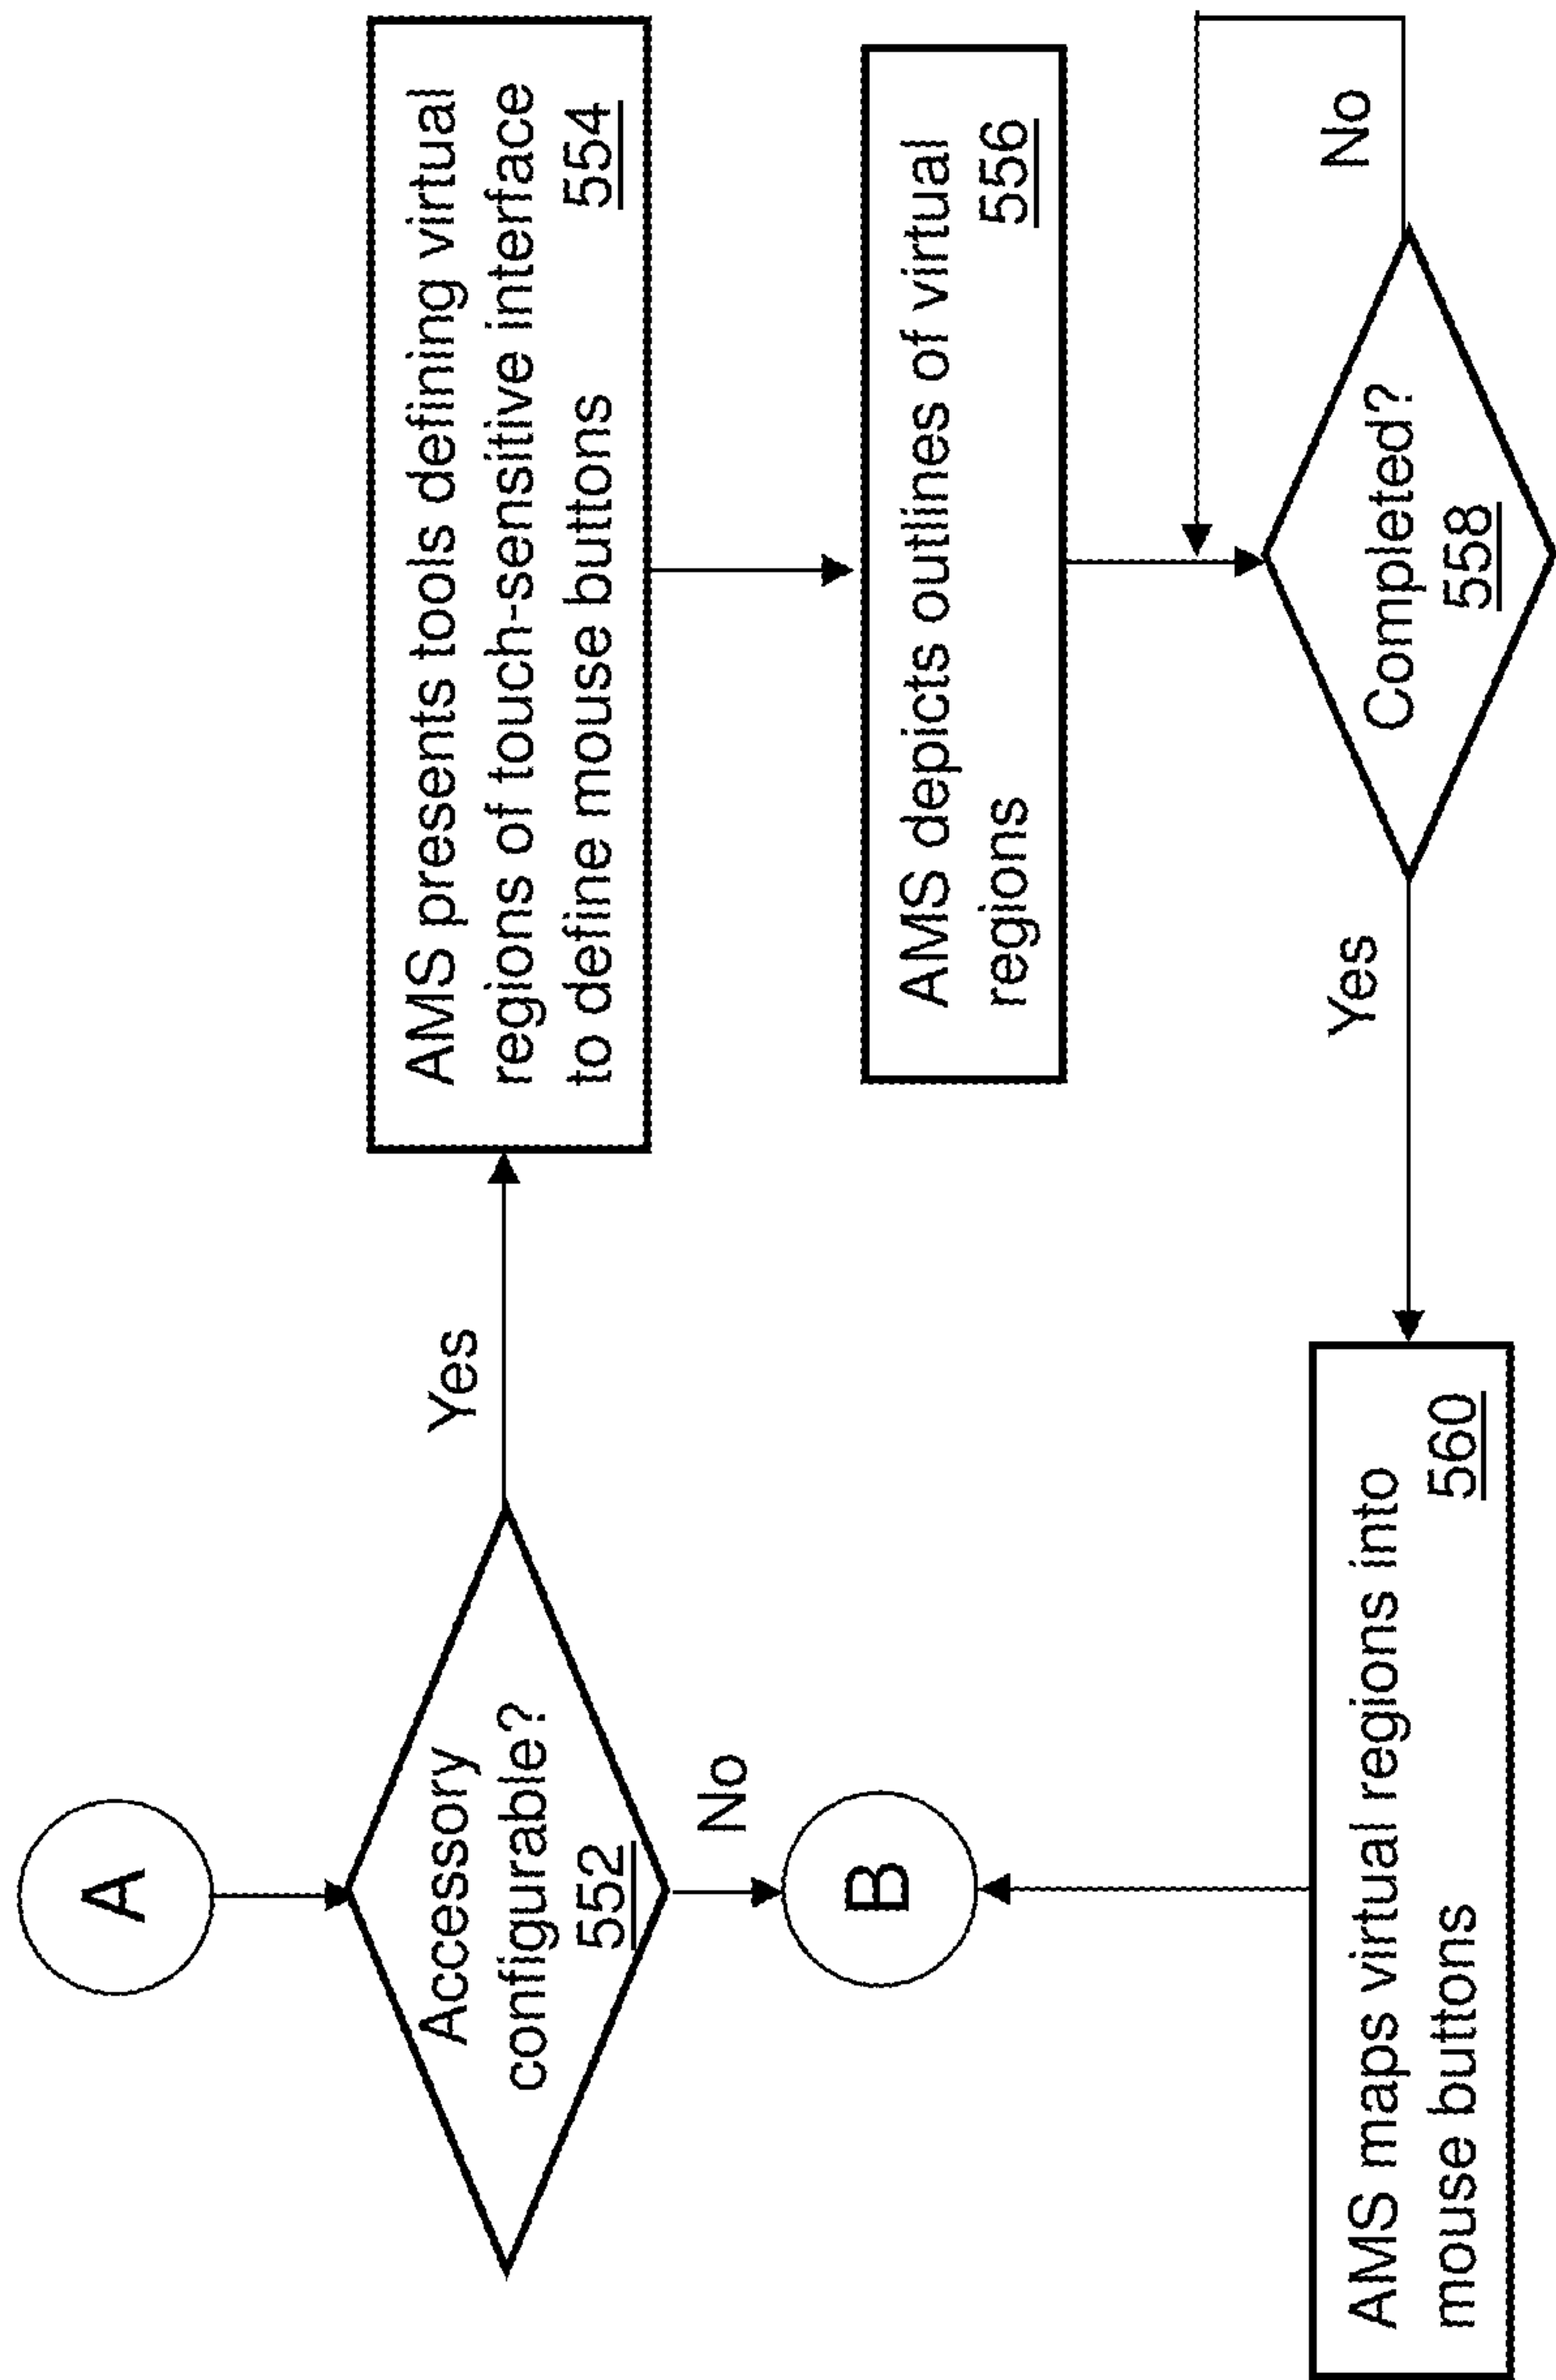 A
Accessory
configurable?
552
Yes
No
AMS presents tools defining virtual
regions of touch-sensitive interface
to define mouse buttons 554
AMS depicts outlines of virtual
regions 556
Completed?
558
No
Yes
AMS maps virtual regions into
mouse buttons 560
B